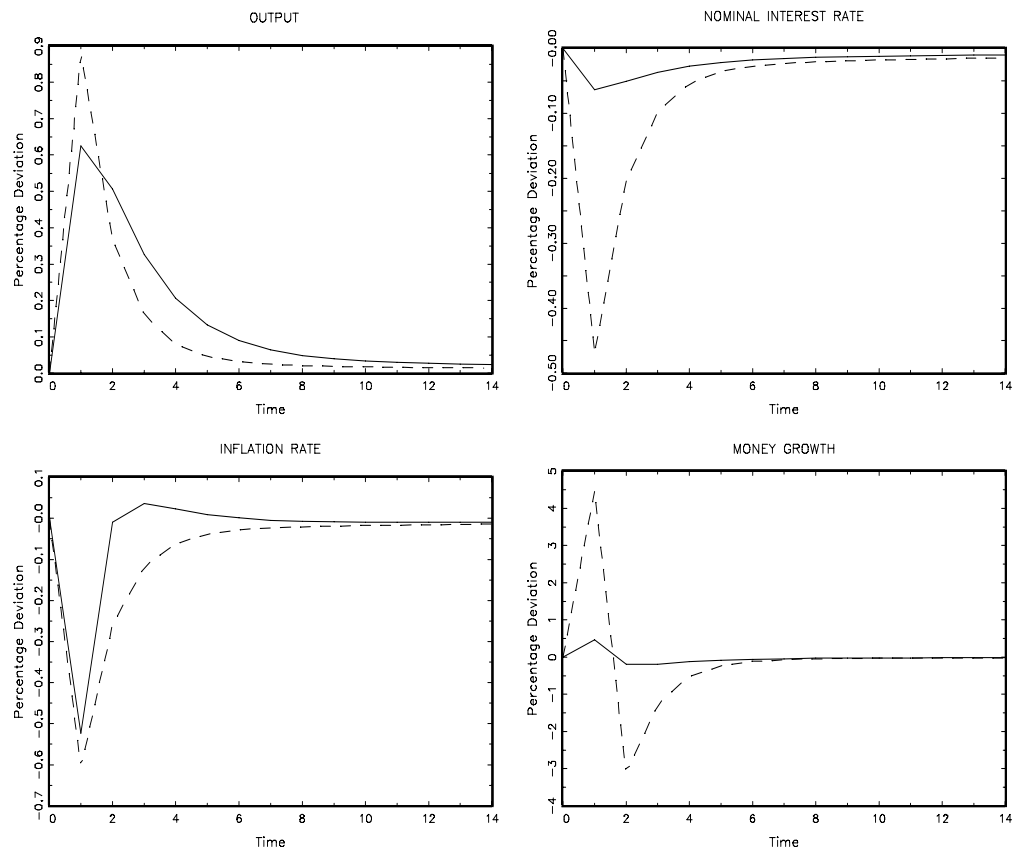 OUTPUT
Percentage Deviation
0.9
0.8
0.7
0.6
0.5
0.4
0.3
0.2
0.1
0.0
0 2 4 6 8 10 12 14
Time
NOMINAL INTEREST RATE
Percentage Deviation
-0.00
-0.10
-0.20
-0.30
-0.40
-0.50
0 2 4 6 8 10 12 14
Time
INFLATION RATE
Percentage Deviation
0.1
-0.0
-0.1
-0.2
-0.3
-0.4
-0.5
-0.6
-0.7
0 2 4 6 8 10 12 14
Time
MONEY GROWTH
Percentage Deviation
5
4
3
2
1
0
-1
-2
-3
-4
0 2 4 6 8 10 12 14
Time